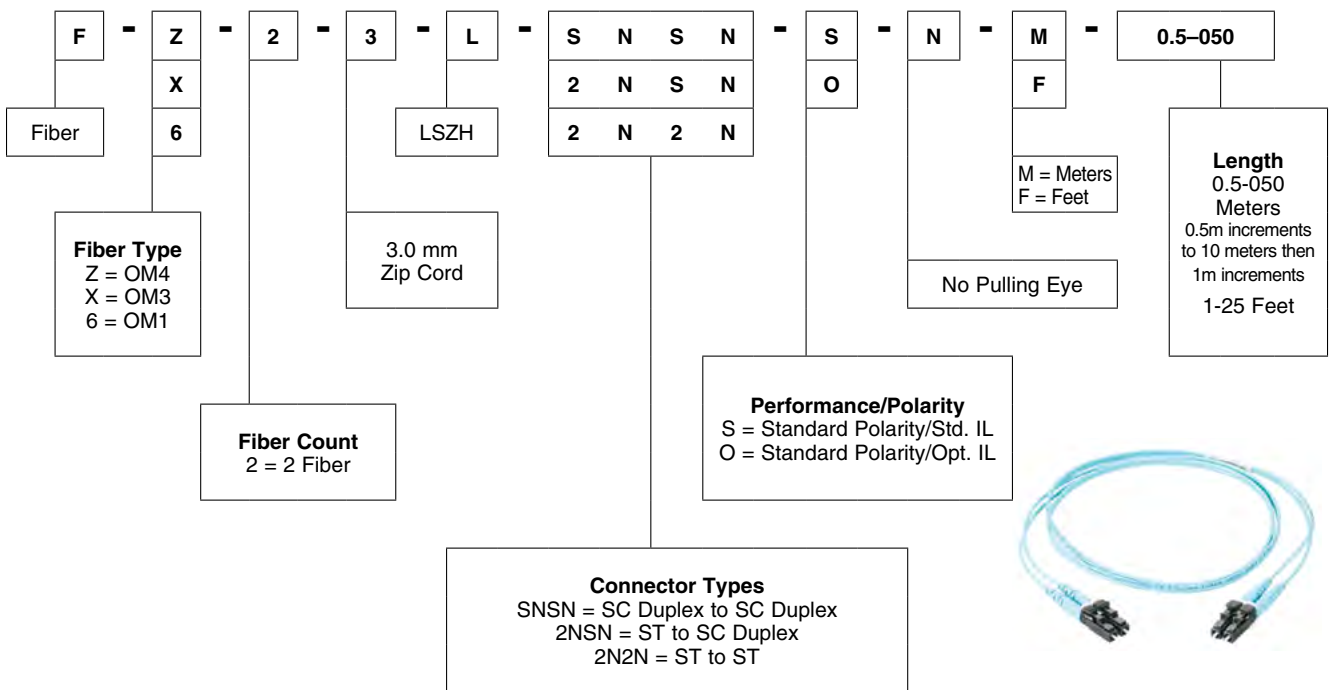 F - Z - 2 - 3 - L - S N S N - S - N - M - 0.5–050
X 2 N S N O F
6 2 N 2 N
Fiber
LSZH
M = Meters
F = Feet
Length
0.5-050
Meters
0.5m increments
to 10 meters then
1m increments
1-25 Feet
Fiber Type
Z = OM4
X = OM3
6 = OM1
3.0 mm
Zip Cord
No Pulling Eye
Fiber Count
2 = 2 Fiber
Performance/Polarity
S = Standard Polarity/Std. IL
O = Standard Polarity/Opt. IL
Connector Types
SNSN = SC Duplex to SC Duplex
2NSN = ST to SC Duplex
2N2N = ST to ST